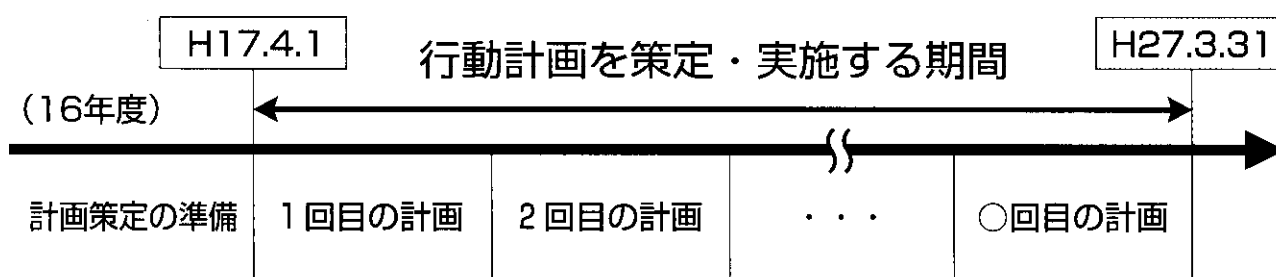 H17.4.1
行動計画を策定・実施する期間
H27.3.31
(16年度)
計画策定の準備
1回目の計画
2回目の計画
・・・
○回目の計画